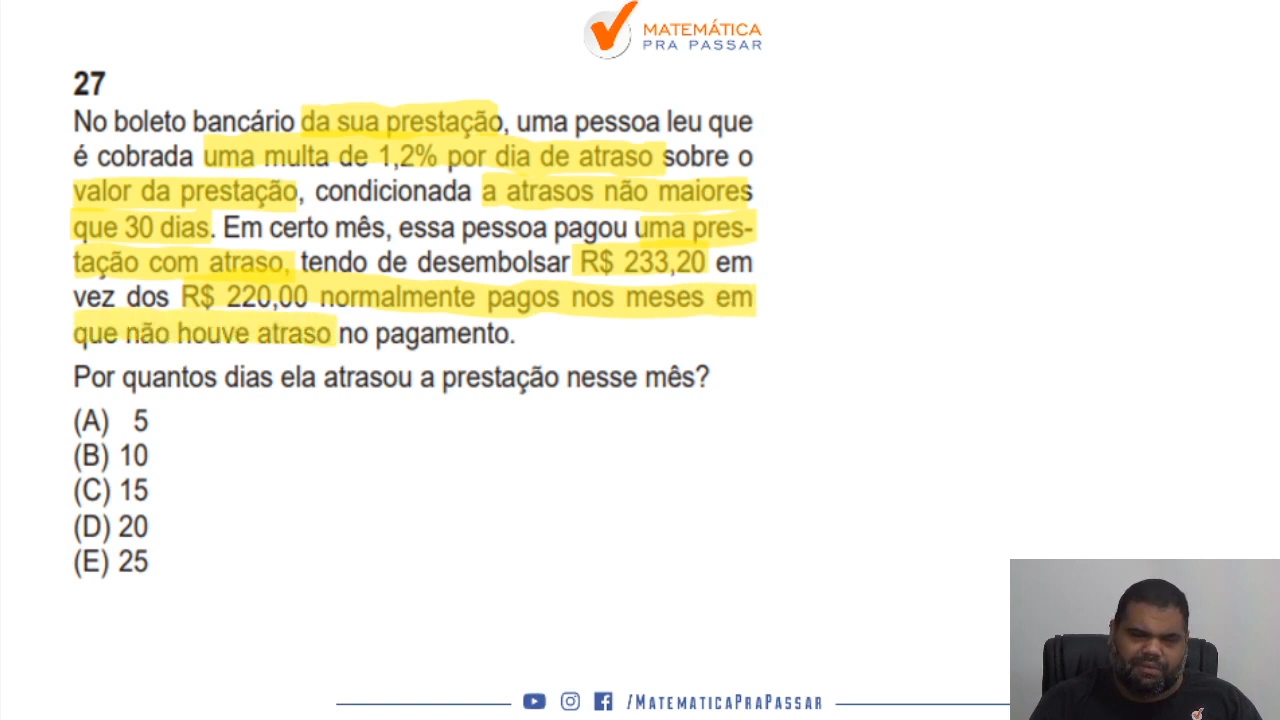 MATEMÁTICA
PRA PASSAR
27
No boleto bancário da sua prestação, uma pessoa leu que
é cobrada uma multa de 1,2% por dia de atraso sobre o
valor da prestação, condicionada a atrasos não maiores
que 30 dias. Em certo mês, essa pessoa pagou uma pres-
tação com atraso, tendo de desembolsar R$ 233,20 em
vez dos R$ 220,00 normalmente pagos nos meses em
que não houve atraso no pagamento.
Por quantos dias ela atrasou a prestação nesse mês?
(A) 5
(B) 10
(C) 15
(D) 20
(E) 25
/MATEMATICAPRAPASSAR